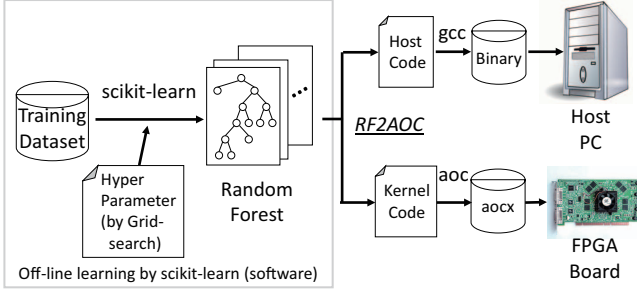 scikit-learn
Training
Dataset
Hyper
Parameter
(by Grid-
search)
Random
Forest
Off-line learning by scikit-learn (software)
RF2AOC
Host
Code
gcc
Binary
Host
PC
Kernel
Code
aoc
aocx
FPGA
Board